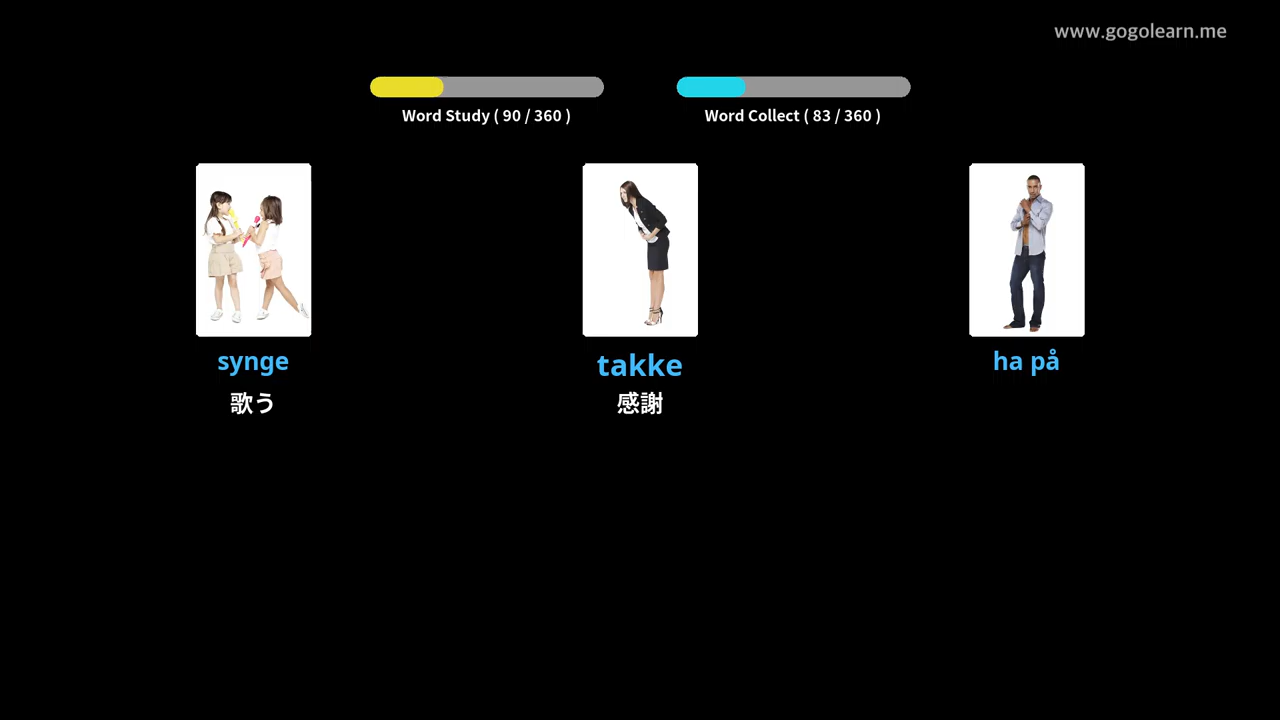 www.gogolearn.me
Word Study ( 90 / 360 )
Word Collect ( 83 / 360 )
synge
takke
ha på
歌う
感謝